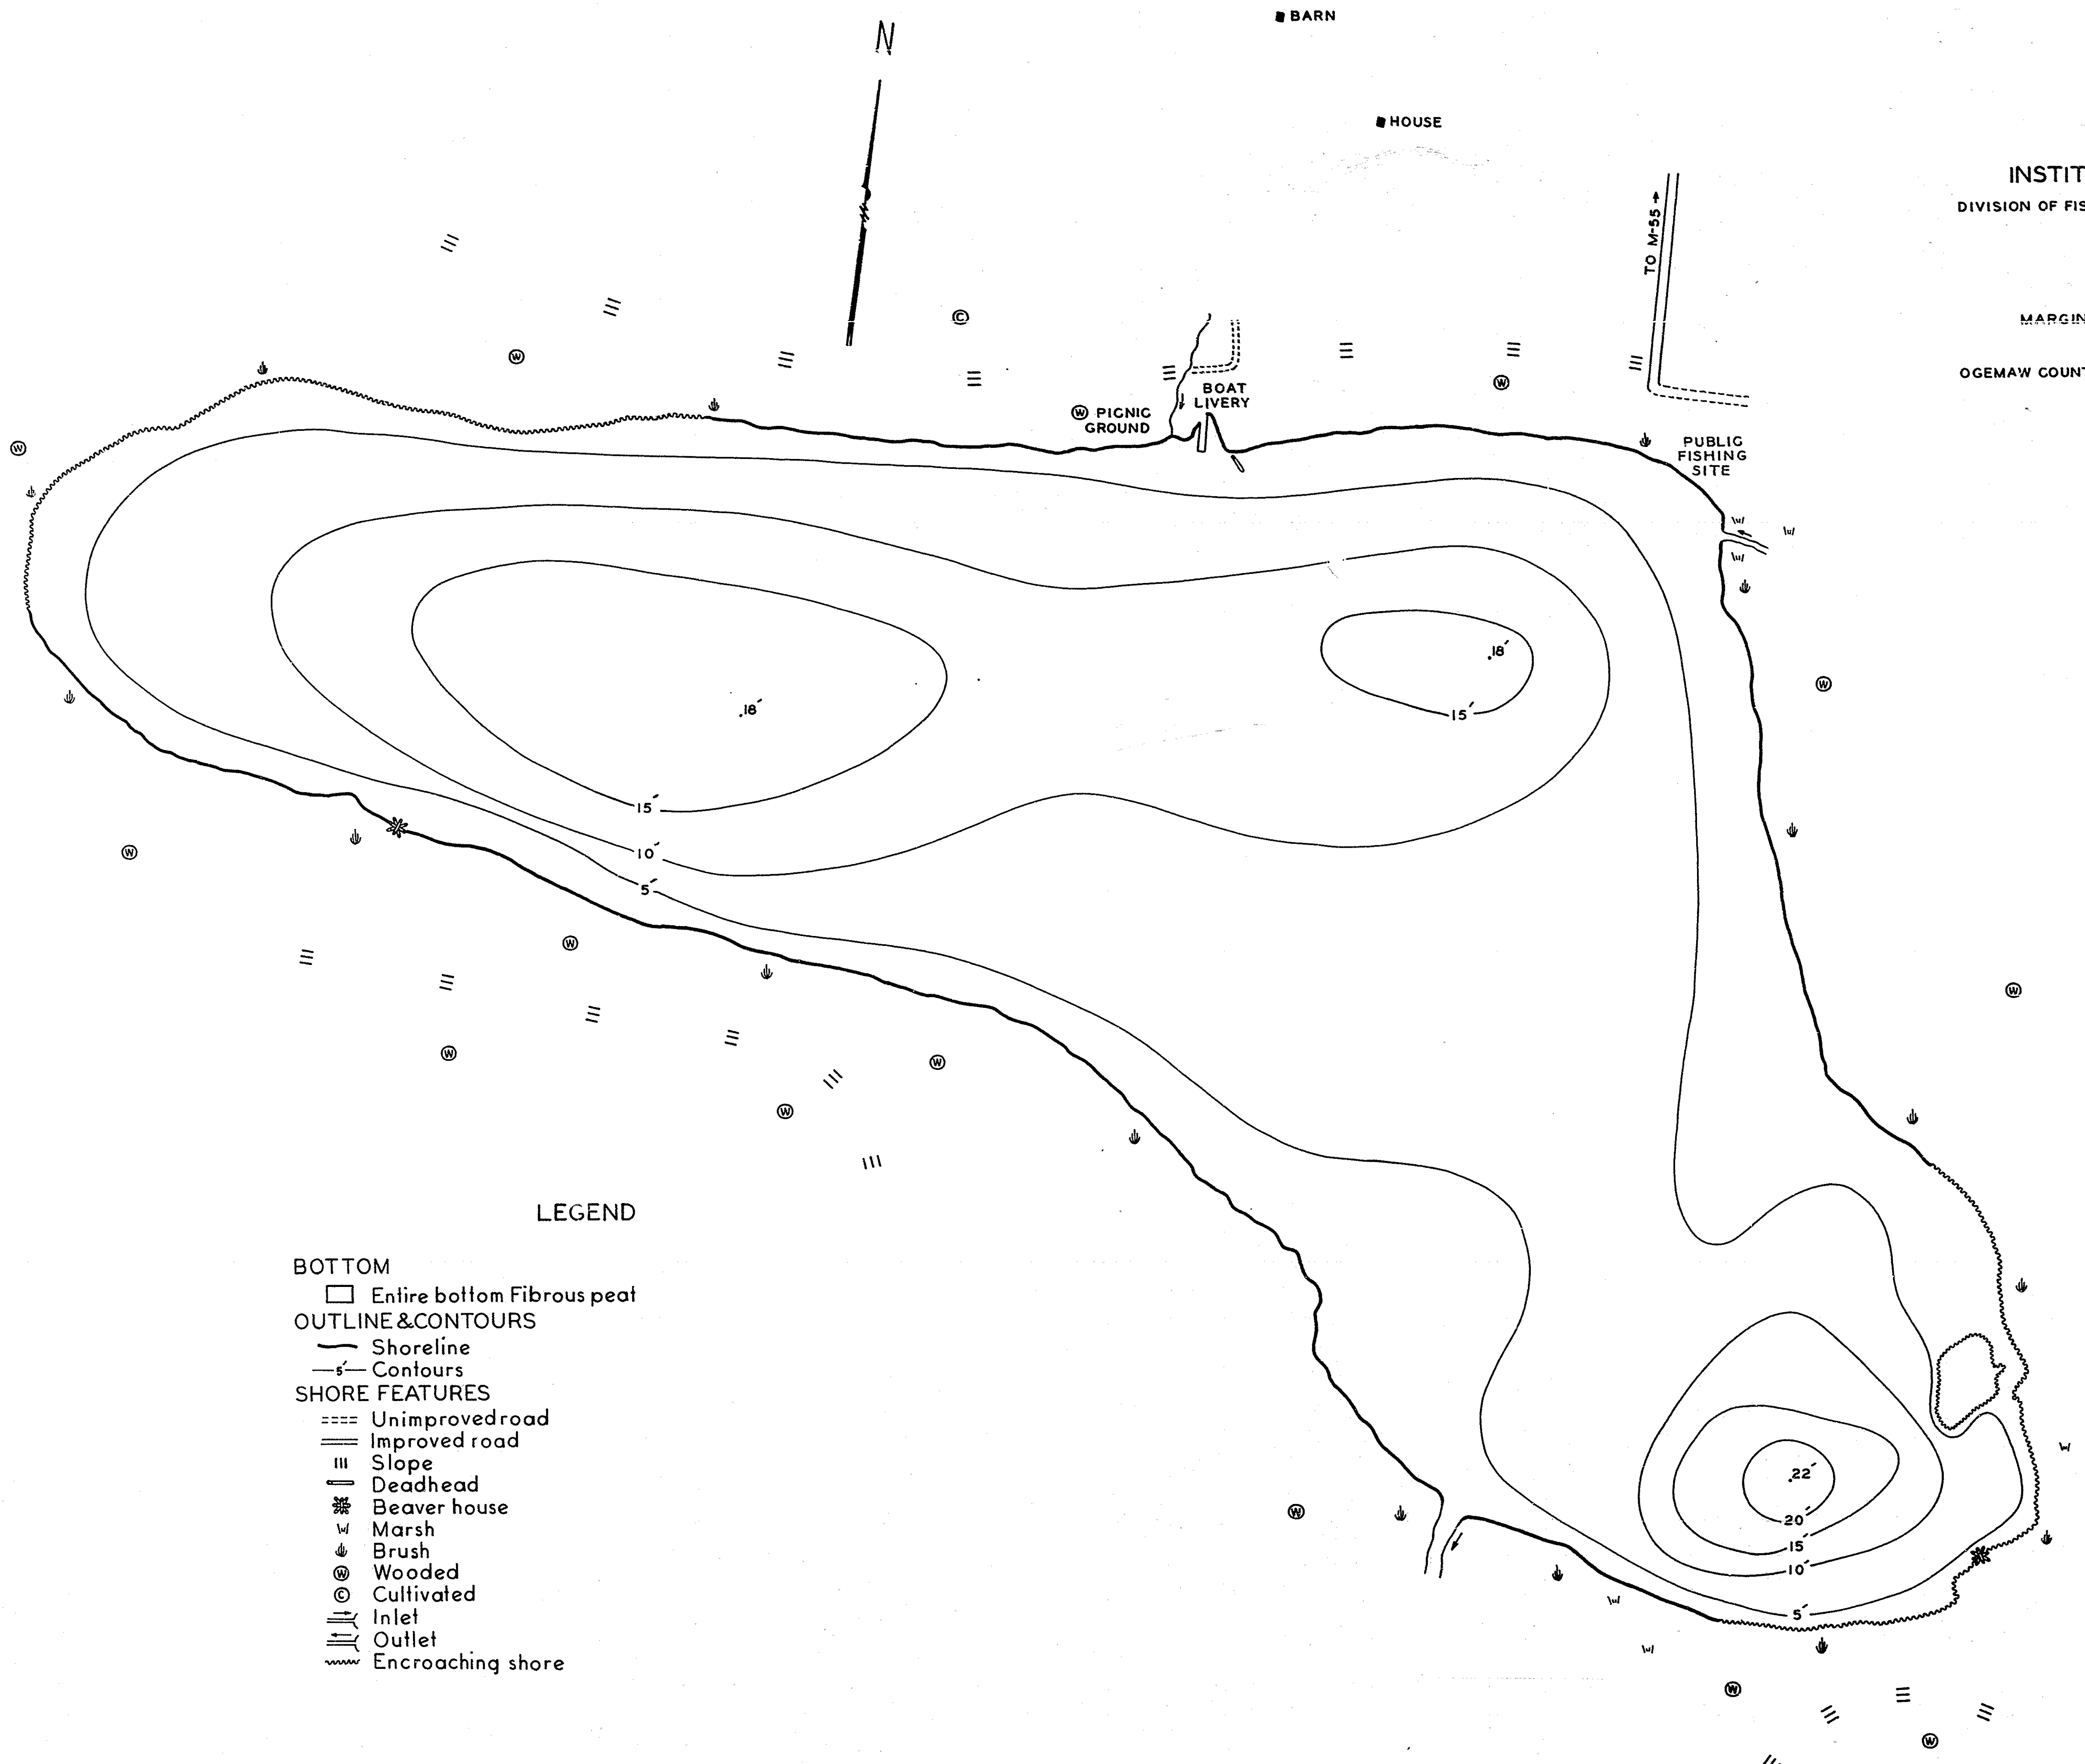 N
BARN
HOUSE
INSTIT
DIVISION OF FIS
TO M-55
MARGIN
OGEMAW COUNT
C
W
W
W
BOAT
LIVERY
W PICNIC
GROUND
PUBLIC
FISHING
SITE
W
18'
18'
15'
15'
10'
5'
W
W
W
W
W
W
LEGEND
BOTTOM
Entire bottom Fibrous peat
OUTLINE & CONTOURS
Shoreline
5' Contours
SHORE FEATURES
Unimproved road
Improved road
Slope
Deadhead
Beaver house
Marsh
Brush
W Wooded
C Cultivated
Inlet
Outlet
Encroaching shore
22'
20'
15'
10'
5'
W
W
W